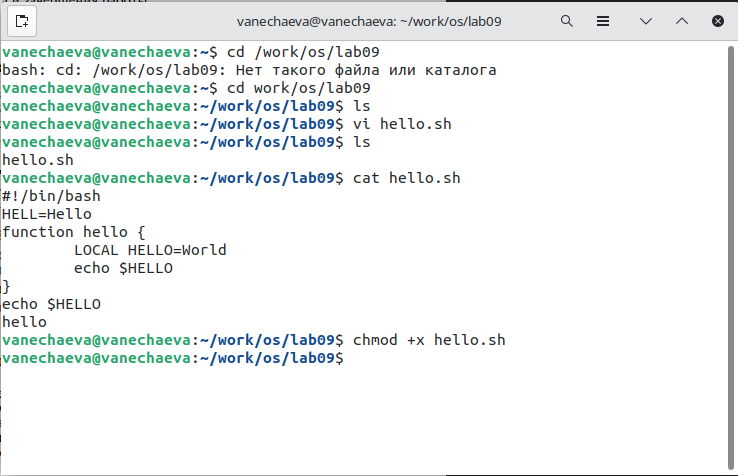 vanechaeva@vanechaeva: ~/work/os/lab09
vanechaeva@vanechaeva:~$ cd /work/os/lab09
bash: cd: /work/os/lab09: Нет такого файла или каталога
vanechaeva@vanechaeva:~$ cd work/os/lab09
vanechaeva@vanechaeva:~/work/os/lab09$ ls
vanechaeva@vanechaeva:~/work/os/lab09$ vi hello.sh
vanechaeva@vanechaeva:~/work/os/lab09$ ls
hello.sh
vanechaeva@vanechaeva:~/work/os/lab09$ cat hello.sh
#!/bin/bash
HELL=Hello
function hello {
        LOCAL HELLO=World
        echo $HELLO
}
echo $HELLO
hello
vanechaeva@vanechaeva:~/work/os/lab09$ chmod +x hello.sh
vanechaeva@vanechaeva:~/work/os/lab09$